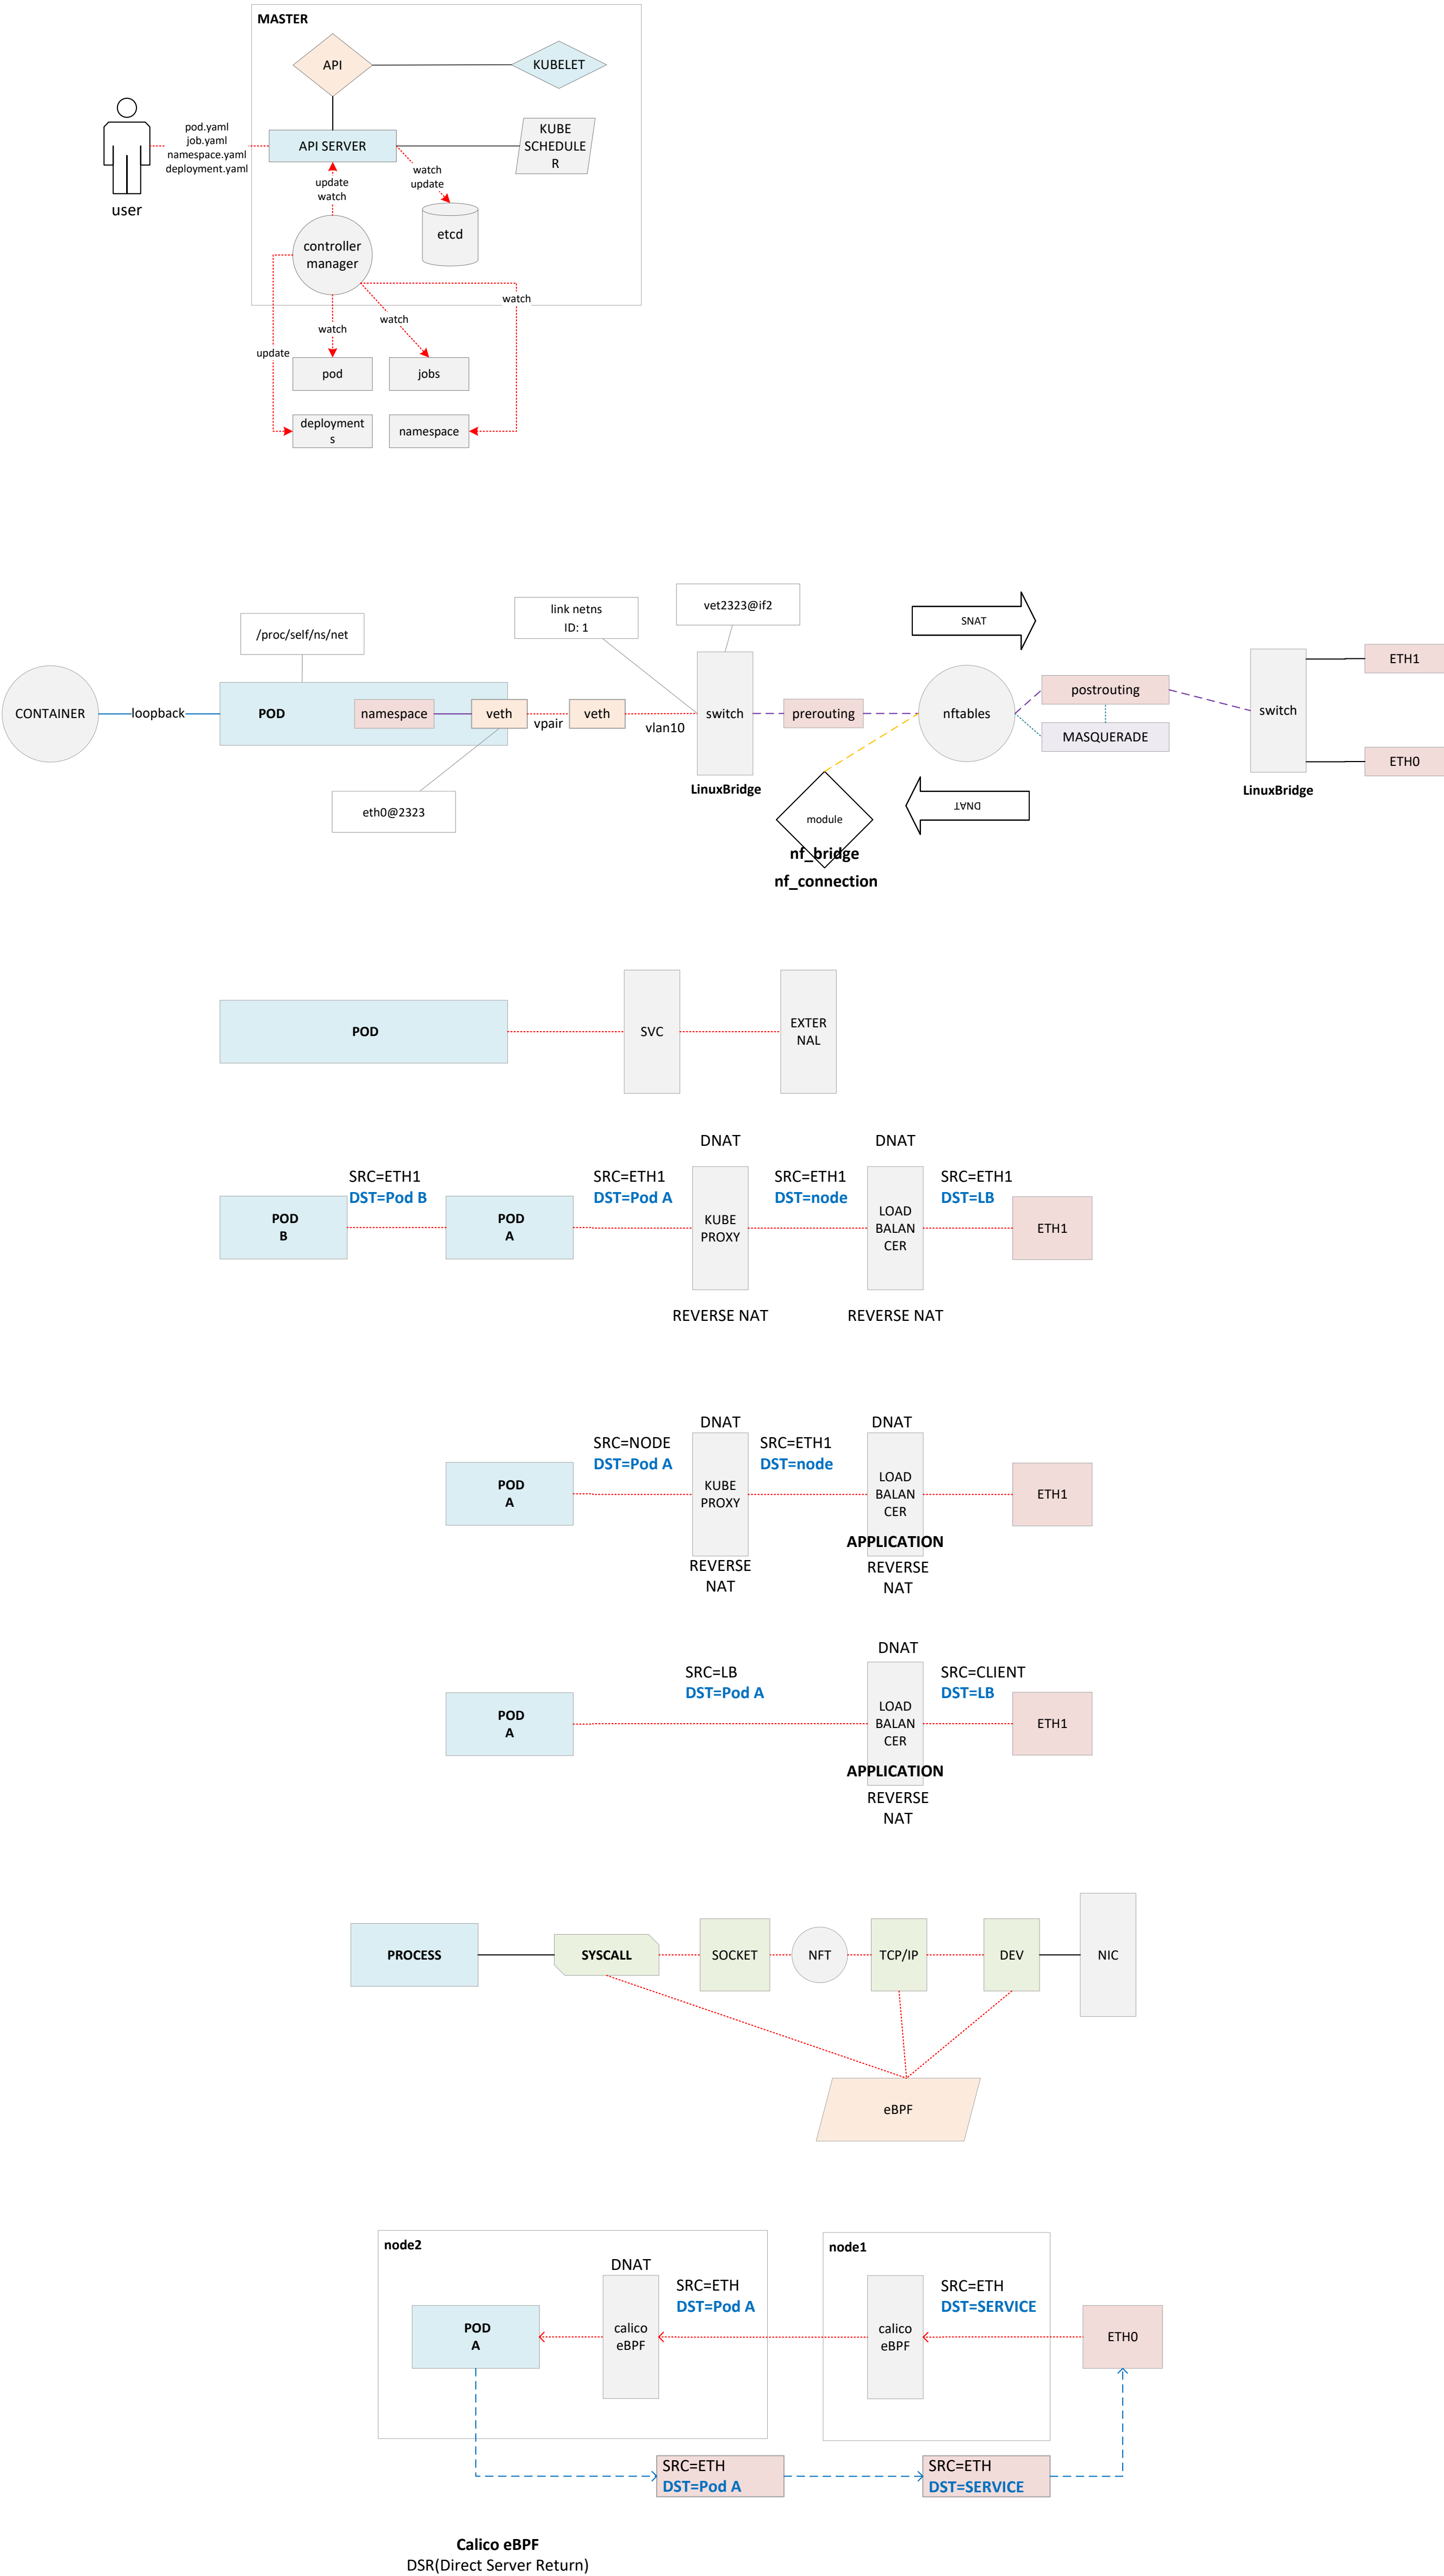 MASTER
API
KUBELET
pod.yaml
job.yaml
namespace.yaml
deployment.yaml
API SERVER
KUBE
SCHEDULE
R
user
update
watch
watch
update
etcd
controller
manager
watch
watch
watch
update
pod
jobs
deployment
s
namespace
link netns
ID: 1
vet2323@if2
/proc/self/ns/net
SNAT
CONTAINER
loopback
POD
namespace
veth
vpair
veth
vlan10
switch
prerouting
nftables
postrouting
MASQUERADE
switch
ETH1
ETH0
LinuxBridge
LinuxBridge
eth0@2323
module
DNAT
nf_bridge
nf_connection
POD
SVC
EXTER
NAL
DNAT
DNAT
SRC=ETH1
DST=Pod B
SRC=ETH1
DST=Pod A
SRC=ETH1
DST=node
SRC=ETH1
DST=LB
POD
B
POD
A
KUBE
PROXY
LOAD
BALAN
CER
ETH1
REVERSE NAT
REVERSE NAT
DNAT
DNAT
SRC=NODE
DST=Pod A
SRC=ETH1
DST=node
POD
A
KUBE
PROXY
LOAD
BALAN
CER
ETH1
APPLICATION
REVERSE
NAT
REVERSE
NAT
DNAT
SRC=LB
DST=Pod A
SRC=CLIENT
DST=LB
POD
A
LOAD
BALAN
CER
ETH1
APPLICATION
REVERSE
NAT
PROCESS
SYSCALL
SOCKET
NFT
TCP/IP
DEV
NIC
eBPF
node2
node1
DNAT
SRC=ETH
DST=Pod A
SRC=ETH
DST=SERVICE
POD
A
calico
eBPF
calico
eBPF
ETH0
SRC=ETH
DST=Pod A
SRC=ETH
DST=SERVICE
Calico eBPF
DSR(Direct Server Return)